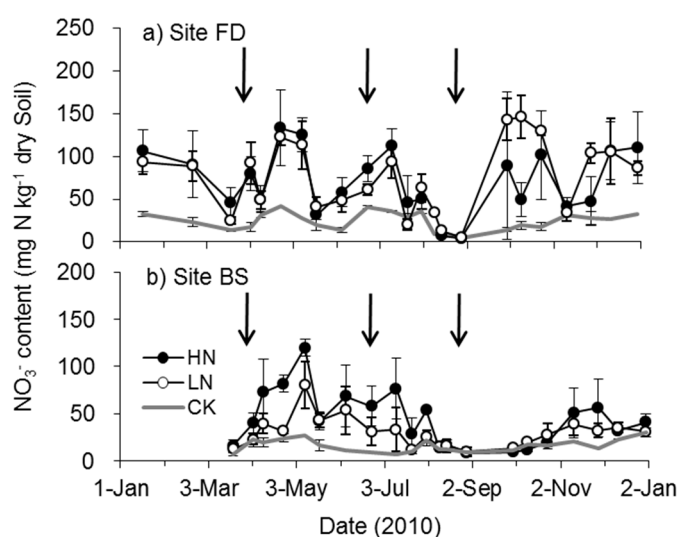 250
a) Site FD
200
150
100
50
0
NO₃⁻ content (mg N kg⁻¹ dry Soil)
200
b) Site BS
150
100
50
0
HN
LN
CK
1-Jan 3-Mar 3-May 3-Jul 2-Sep 2-Nov 2-Jan
Date (2010)